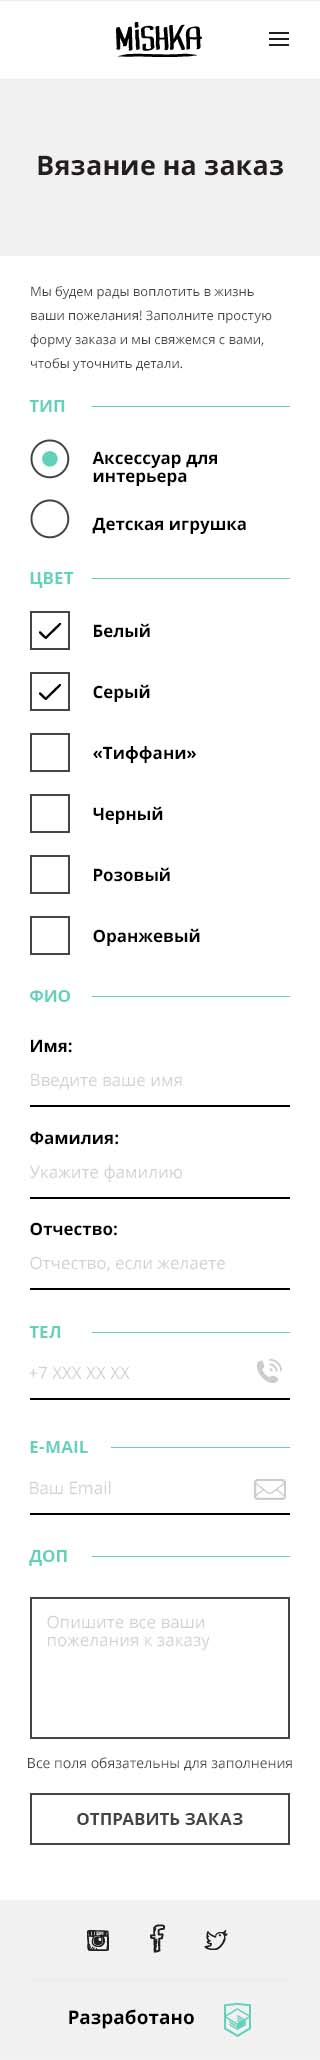 MiSHKA
Вязание на заказ
Мы будем рады воплотить в жизнь
ваши пожелания! Заполните простую
форму заказа и мы свяжемся с вами,
чтобы уточнить детали.
ТИП
Аксессуар для
интерьера
Детская игрушка
ЦВЕТ
Белый
Серый
«Тиффани»
Черный
Розовый
Оранжевый
ФИО
Имя:
Введите ваше имя
Фамилия:
Укажите фамилию
Отчество:
Отчество, если желаете
ТЕЛ
+7 XXX XX XX
E-MAIL
Ваш Email
ДОП
Опишите все ваши
пожелания к заказу
Все поля обязательны для заполнения
ОТПРАВИТЬ ЗАКАЗ
Разработано